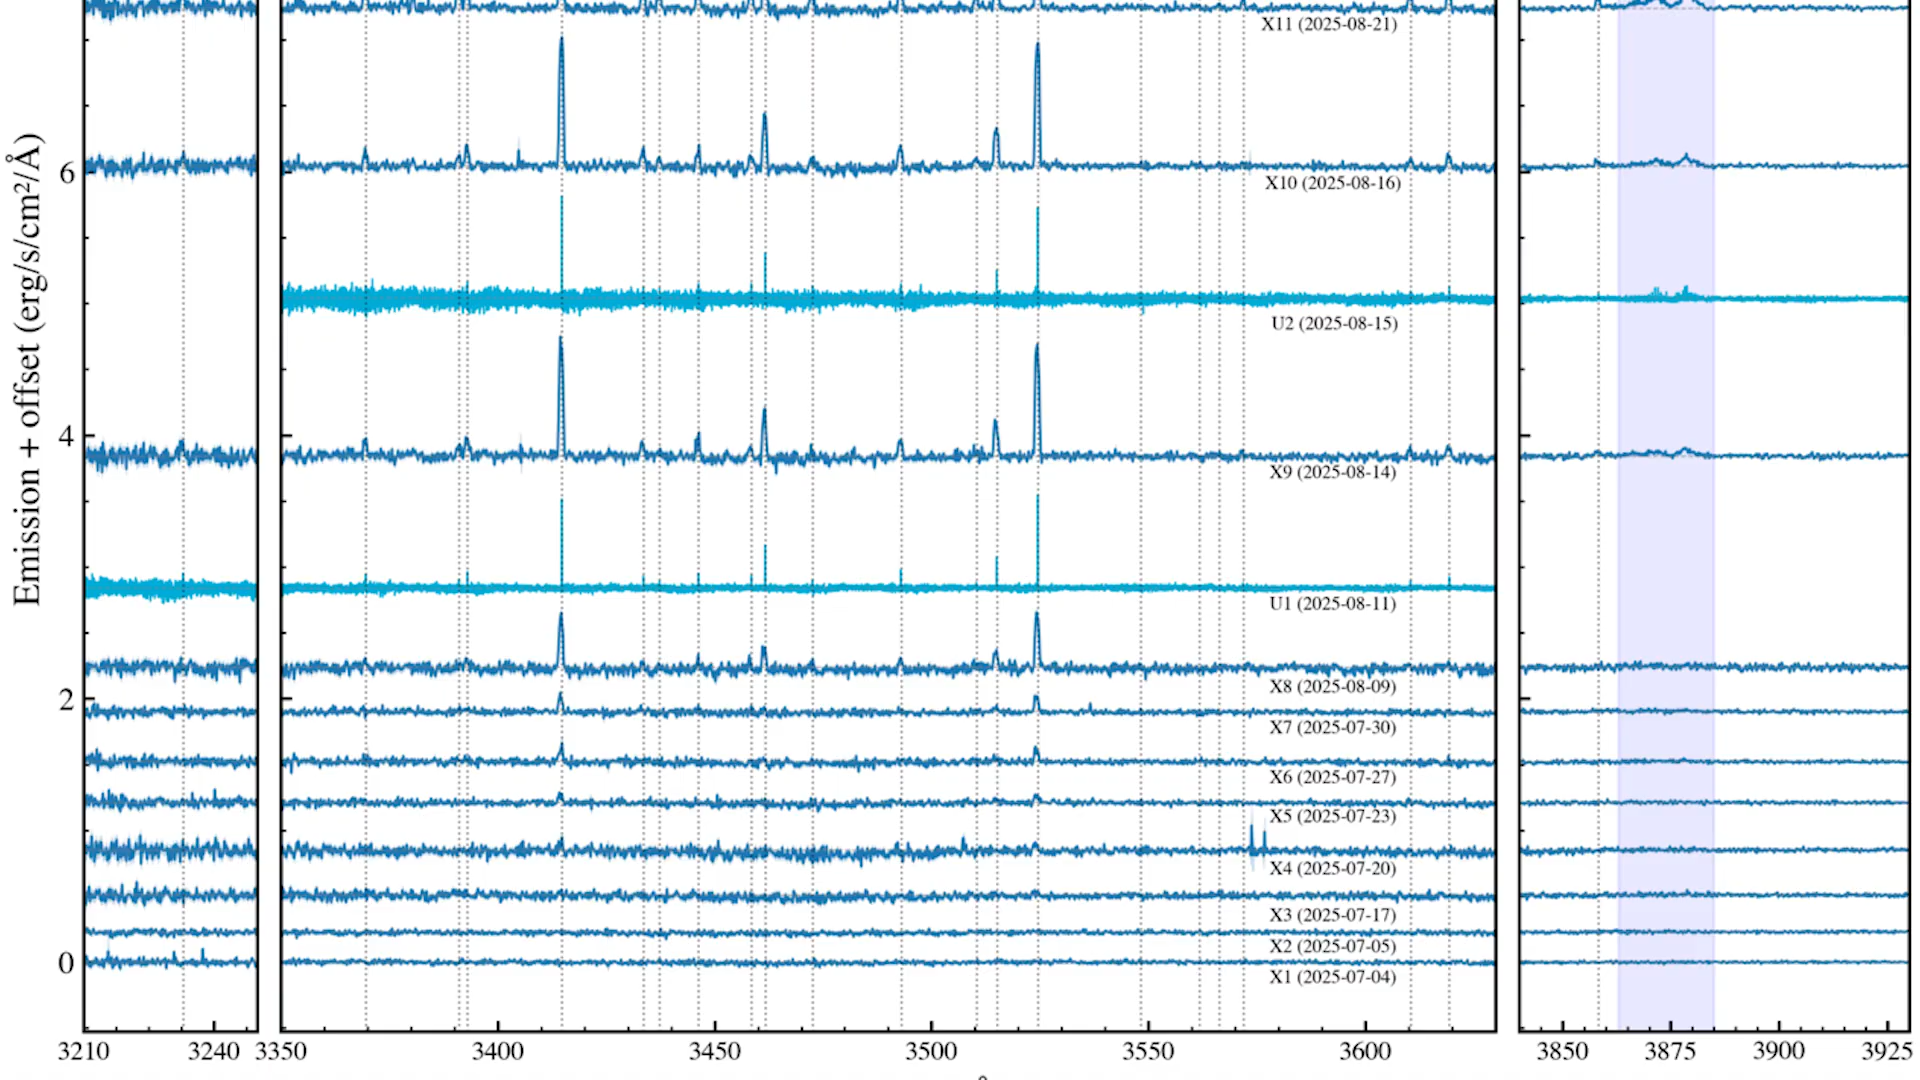 Emission + offset (erg/s/cm²/Å)
X11 (2025-08-21)
6
X10 (2025-08-16)
U2 (2025-08-15)
4
X9 (2025-08-14)
U1 (2025-08-11)
X8 (2025-08-09)
2
X7 (2025-07-30)
X6 (2025-07-27)
X5 (2025-07-23)
X4 (2025-07-20)
X3 (2025-07-17)
X2 (2025-07-05)
0
X1 (2025-07-04)
3210 3240 3350 3400 3450 3500 3550 3600 3850 3875 3900 3925